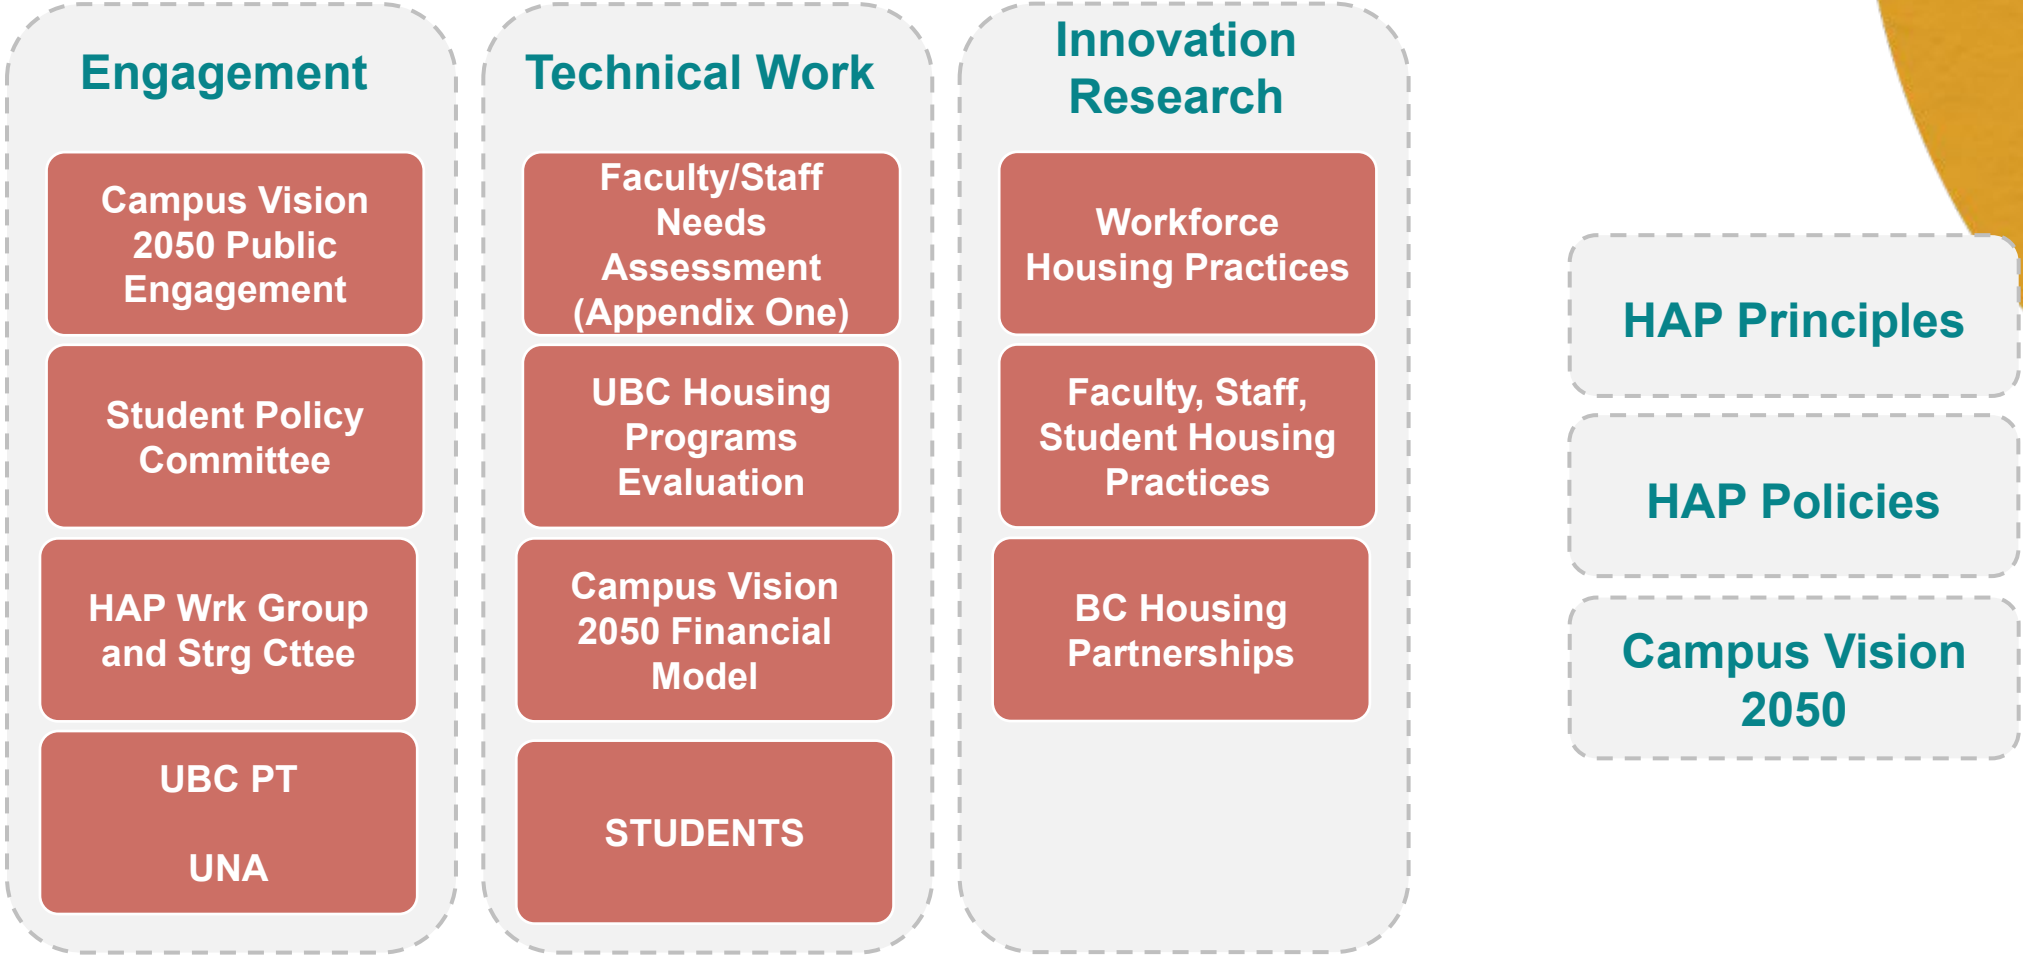 Engagement
Campus Vision
2050 Public
Engagement
Student Policy
Committee
HAP Wrk Group
and Strg Cttee
UBC PT
UNA
Technical Work
Faculty/Staff
Needs
Assessment
(Appendix One)
UBC Housing
Programs
Evaluation
Campus Vision
2050 Financial
Model
STUDENTS
Innovation
Research
Workforce
Housing Practices
Faculty, Staff,
Student Housing
Practices
BC Housing
Partnerships
HAP Principles
HAP Policies
Campus Vision
2050